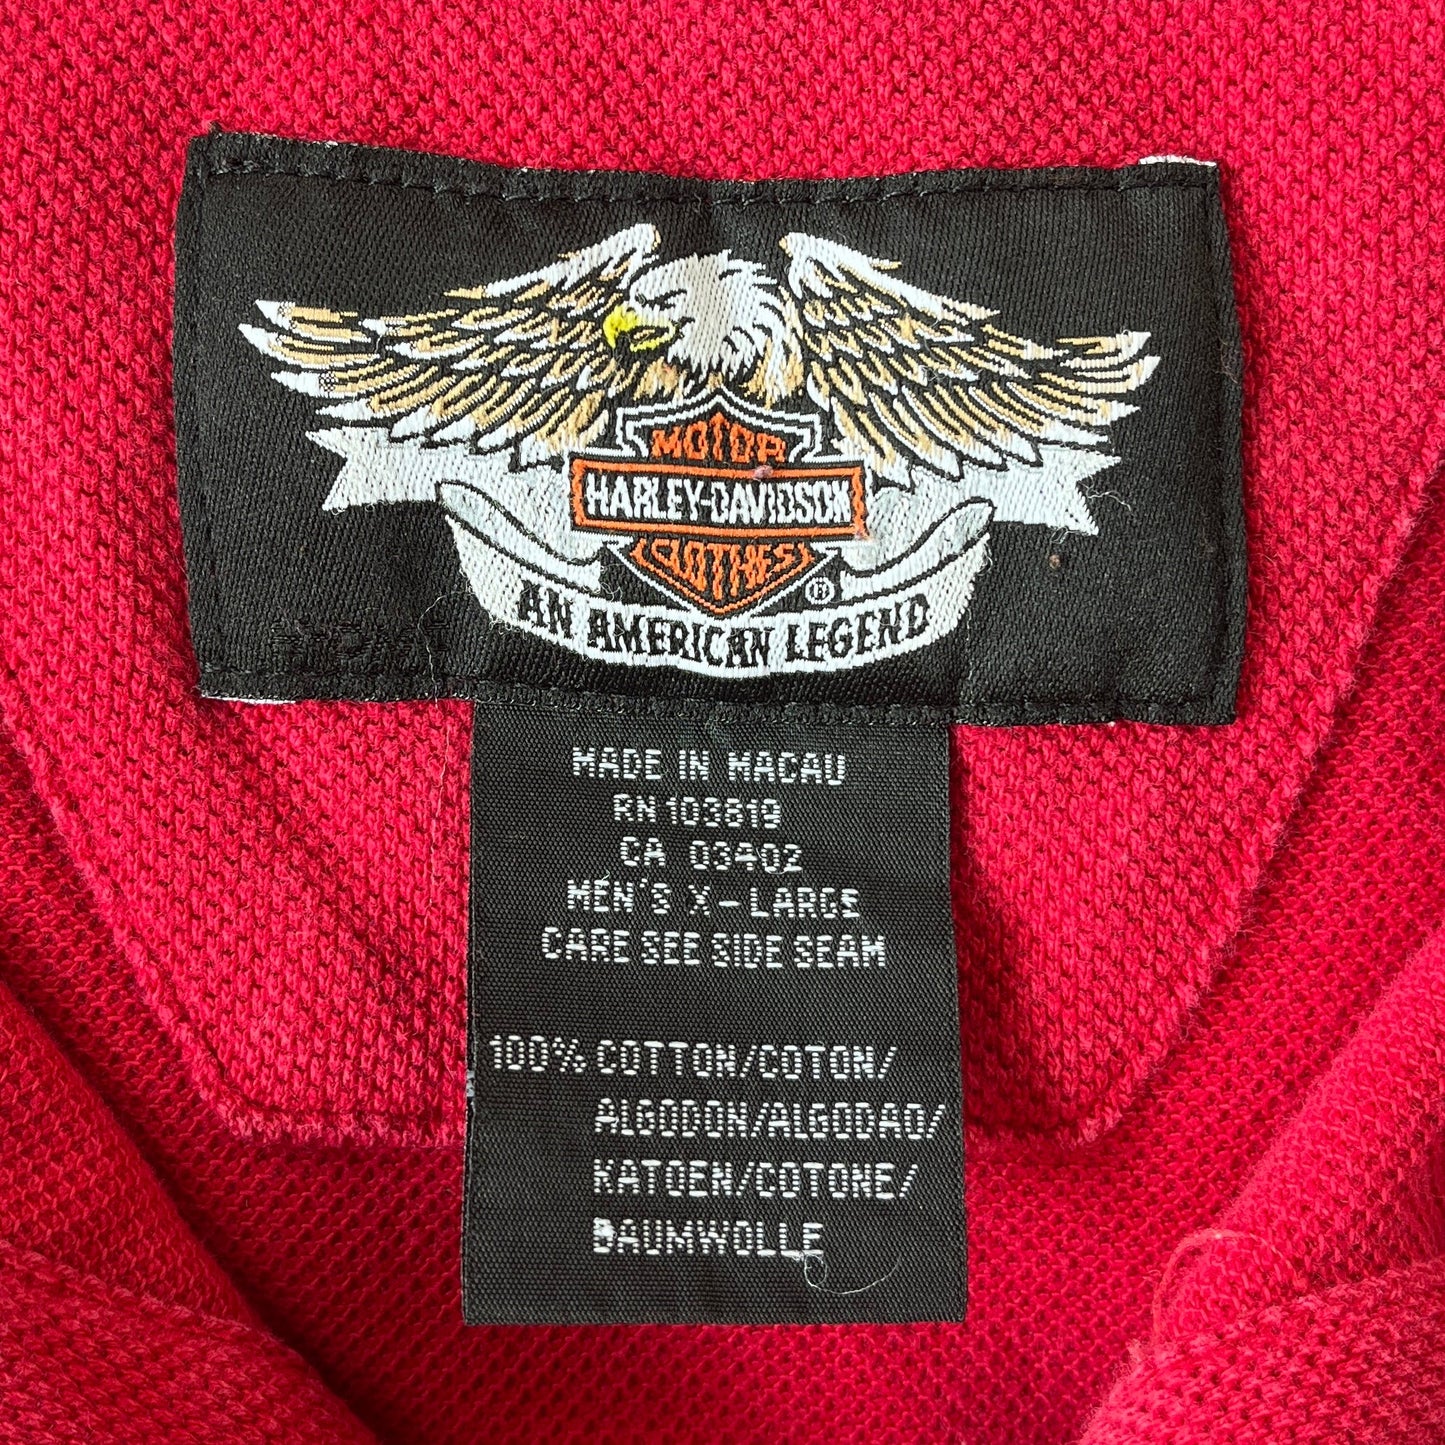 MOTOR
HARLEY-DAVIDSON
CLOTHES
®
AN AMERICAN LEGEND
MADE IN MACAU
RN 103819
CA 03402
MEN'S X-LARGE
CARE SEE SIDE SEAM
100% COTTON/COTON/
ALGODON/ALGODAO/
KATOEN/COTONE/
BAUMWOLLE